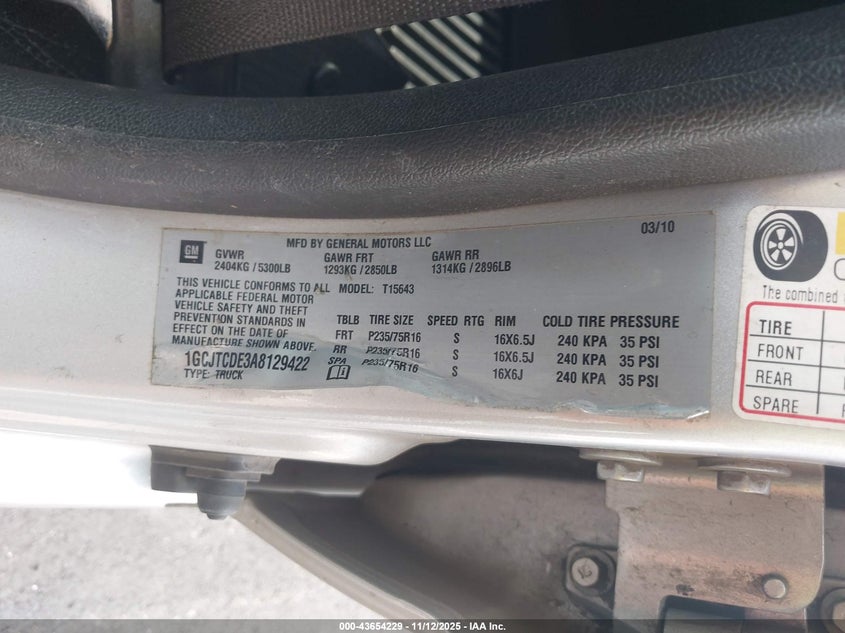 MFD BY GENERAL MOTORS LLC 03/10
GM
GVWR GAWR FRT GAWR RR
2404KG / 5300LB 1293KG / 2850LB 1314KG / 2896LB
THIS VEHICLE CONFORMS TO ALL MODEL: T15643
APPLICABLE FEDERAL MOTOR
VEHICLE SAFETY AND THEFT
PREVENTION STANDARDS IN
EFFECT ON THE DATE OF
MANUFACTURE SHOWN ABOVE.
1GCJTCDE3A8129422
TYPE: TRUCK
TBLB TIRE SIZE SPEED RTG RIM COLD TIRE PRESSURE
FRT P235/75R16 S 16X6.5J 240 KPA 35 PSI
RR P235/75R16 S 16X6.5J 240 KPA 35 PSI
SPA P235/75R16 S 16X6J 240 KPA 35 PSI
The combined
TIRE
FRONT
REAR
SPARE
000-43654229 - 11/12/2025 - IAA Inc.